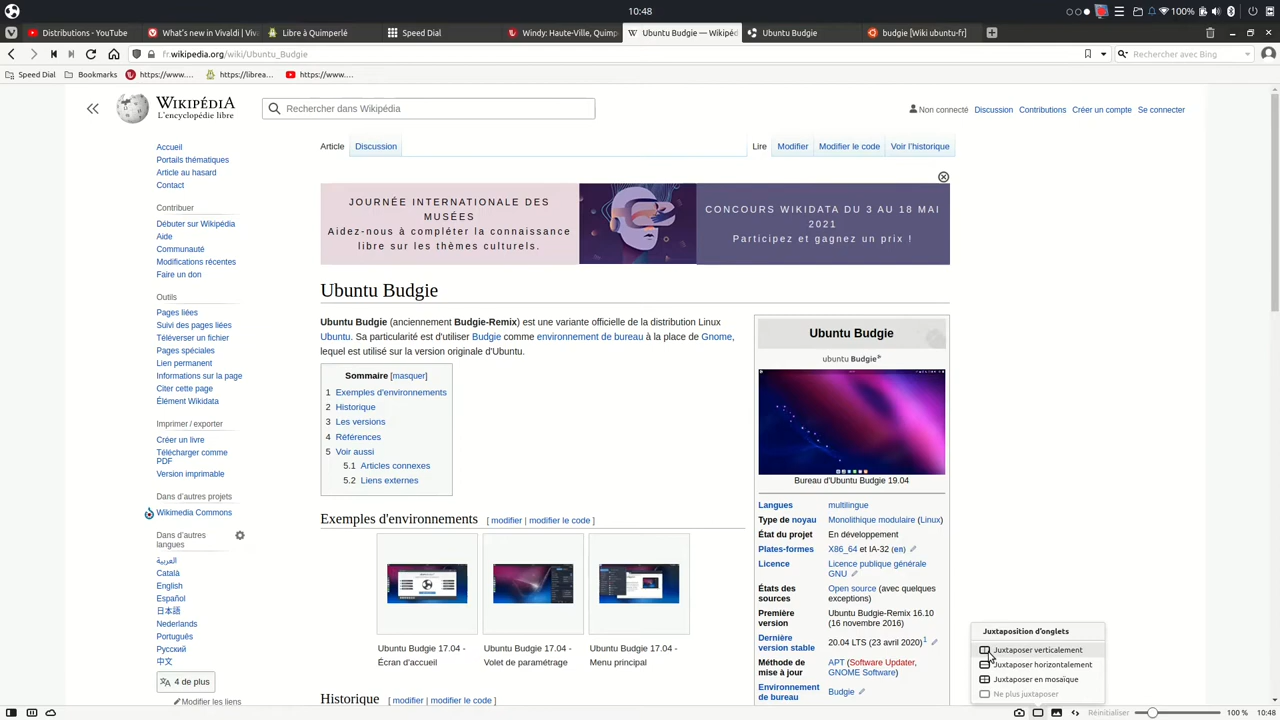 10:48
100%
Distributions - YouTube
What's new in Vivaldi | Viv
Libre à Quimperlé
Speed Dial
Windy: Haute-Ville, Quimp
Ubuntu Budgie — Wikipéd
Ubuntu Budgie
budgie [Wiki ubuntu-fr]
fr.wikipedia.org/wiki/Ubuntu_Budgie
Rechercher avec Bing
Speed Dial
Bookmarks
https://www....
https://librea...
https://www....
WIKIPÉDIA
L'encyclopédie libre
Rechercher dans Wikipédia
Non connecté Discussion Contributions Créer un compte Se connecter
Article Discussion
Lire Modifier Modifier le code Voir l'historique
Accueil
Portails thématiques
Article au hasard
Contact
Contribuer
Débuter sur Wikipédia
Aide
Communauté
Modifications récentes
Faire un don
Outils
Pages liées
Suivi des pages liées
Téléverser un fichier
Pages spéciales
Lien permanent
Informations sur la page
Citer cette page
Élément Wikidata
Imprimer / exporter
Créer un livre
Télécharger comme
PDF
Version imprimable
Dans d'autres projets
Wikimedia Commons
Dans d'autres
langues
العربية
Català
English
Español
日本語
Nederlands
Português
Русский
中文
4 de plus
Modifier les liens
JOURNÉE INTERNATIONALE DES
MUSÉES
Aidez-nous à compléter la connaissance
libre sur les thèmes culturels.
CONCOURS WIKIDATA DU 3 AU 18 MAI
2021
Participez et gagnez un prix !
Ubuntu Budgie
Ubuntu Budgie (anciennement Budgie-Remix) est une variante officielle de la distribution Linux
Ubuntu. Sa particularité est d'utiliser Budgie comme environnement de bureau à la place de Gnome,
lequel est utilisé sur la version originale d'Ubuntu.
Sommaire [masquer]
1 Exemples d'environnements
2 Historique
3 Les versions
4 Références
5 Voir aussi
5.1 Articles connexes
5.2 Liens externes
Exemples d'environnements [ modifier | modifier le code ]
Ubuntu Budgie 17.04 -
Écran d'accueil
Ubuntu Budgie 17.04 -
Volet de paramétrage
Ubuntu Budgie 17.04 -
Menu principal
Historique [ modifier | modifier le code ]
Ubuntu Budgie
ubuntu Budgie
Bureau d'Ubuntu Budgie 19.04
Langues multilingue
Type de noyau Monolithique modulaire (Linux)
État du projet En développement
Plates-formes X86_64 et IA-32 (en)
Licence Licence publique générale
GNU
États des Open source (avec quelques
sources exceptions)
Première Ubuntu Budgie-Remix 16.10
version (16 novembre 2016)
Dernière 20.04 LTS (23 avril 2020)1
version stable
Méthode de APT (Software Updater,
mise à jour GNOME Software)
Environnement Budgie
de bureau
Juxtaposition d'onglets
Juxtaposer verticalement
Juxtaposer horizontalement
Juxtaposer en mosaïque
Ne plus juxtaposer
Réinitialiser
100 %
10:48